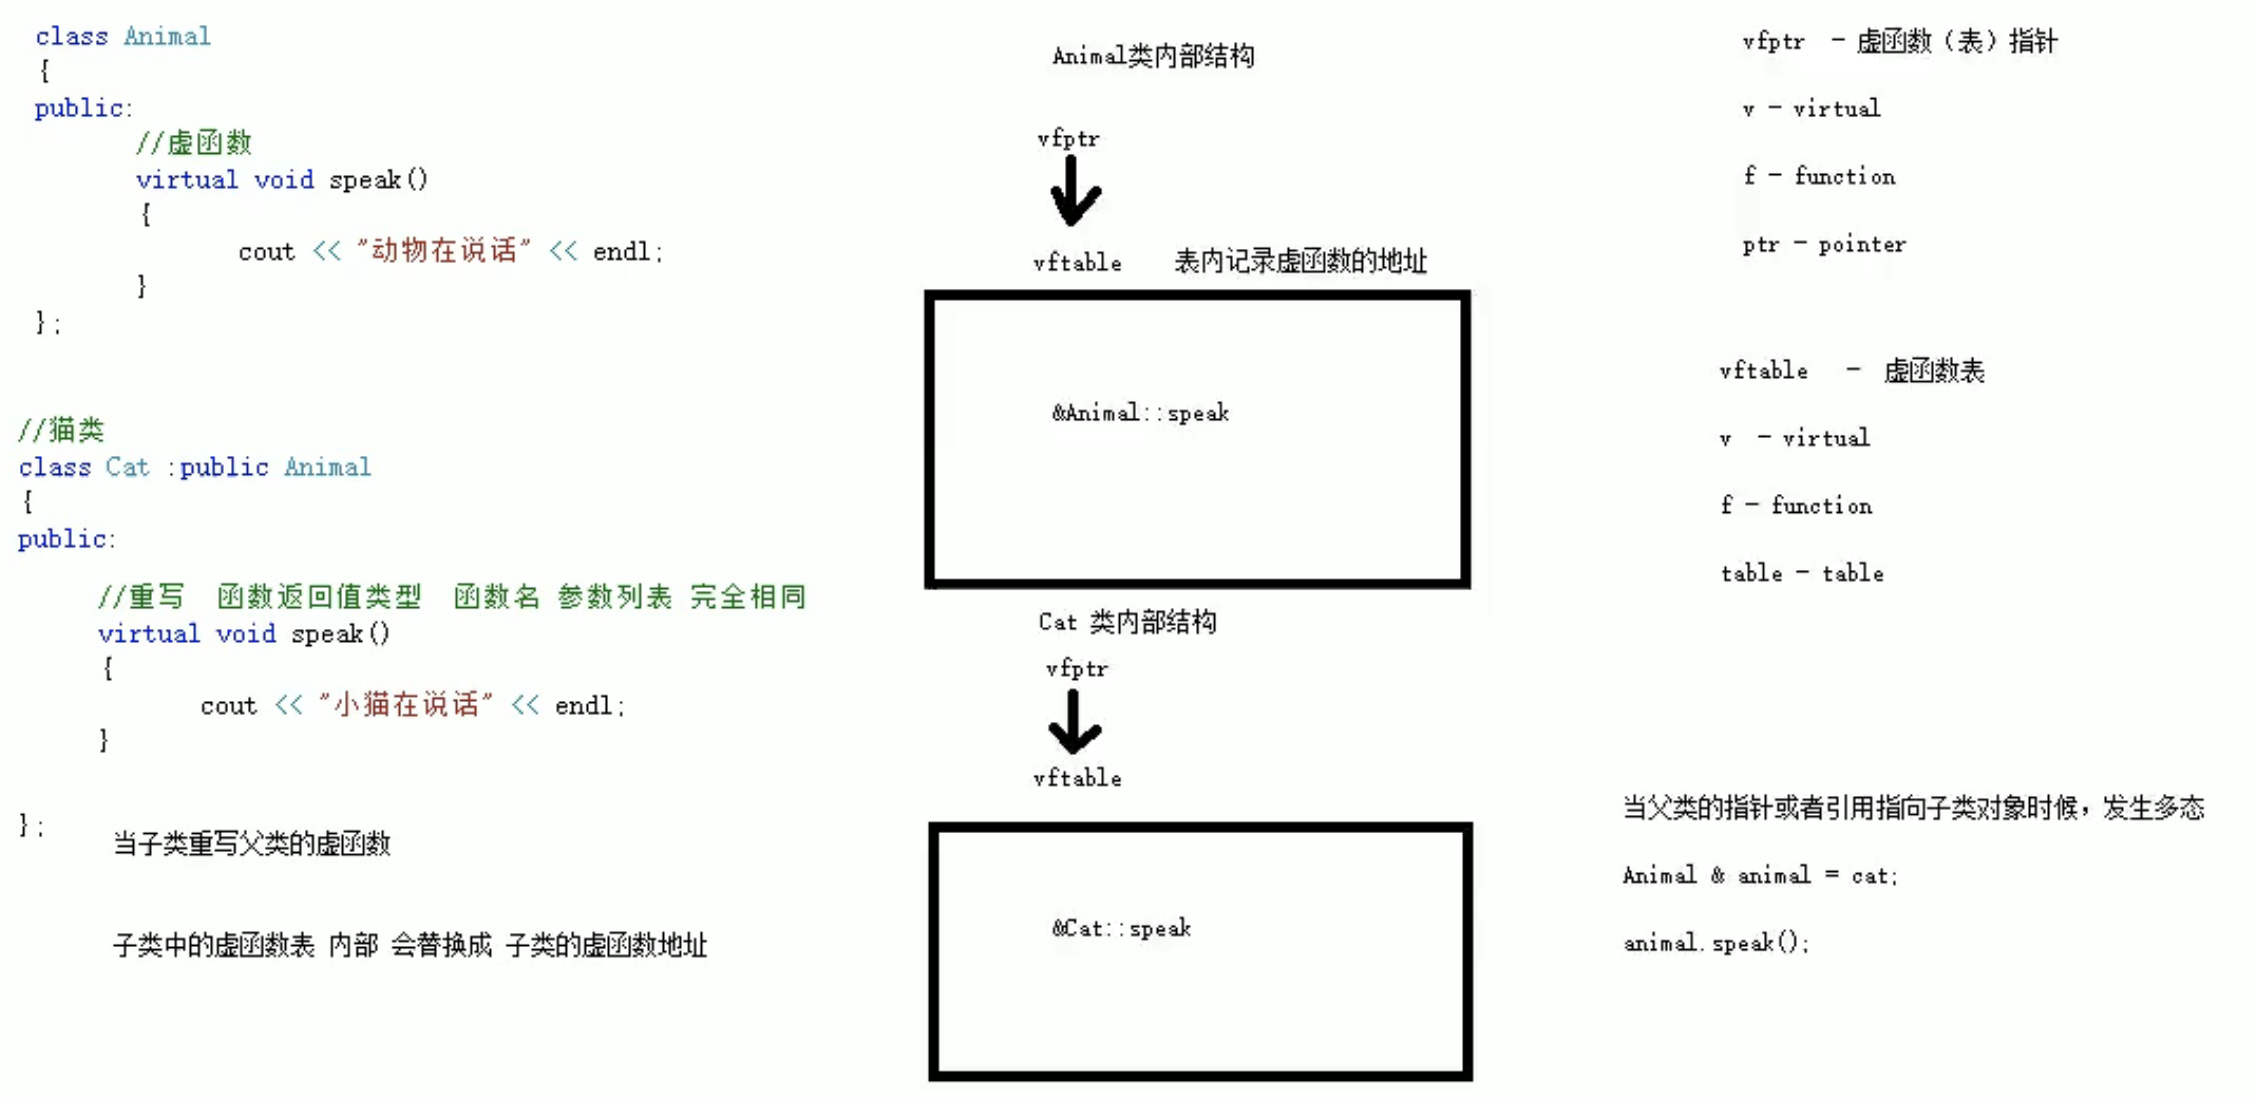 class Animal
{
public:
//虚函数
virtual void speak()
{
cout << "动物在说话" << endl;
}
};
//猫类
class Cat :public Animal
{
public:
//重写 函数返回值类型 函数名 参数列表 完全相同
virtual void speak()
{
cout << "小猫在说话" << endl;
}
};
当子类重写父类的虚函数
子类中的虚函数表 内部 会替换成 子类的虚函数地址
Animal类内部结构
vfptr
vftable 表内记录虚函数的地址
&Animal::speak
Cat 类内部结构
vfptr
vftable
&Cat::speak
vfptr - 虚函数（表）指针
v - virtual
f - function
ptr - pointer
vftable - 虚函数表
v - virtual
f - function
table - table
当父类的指针或者引用指向子类对象时候，发生多态
Animal & animal = cat;
animal.speak();